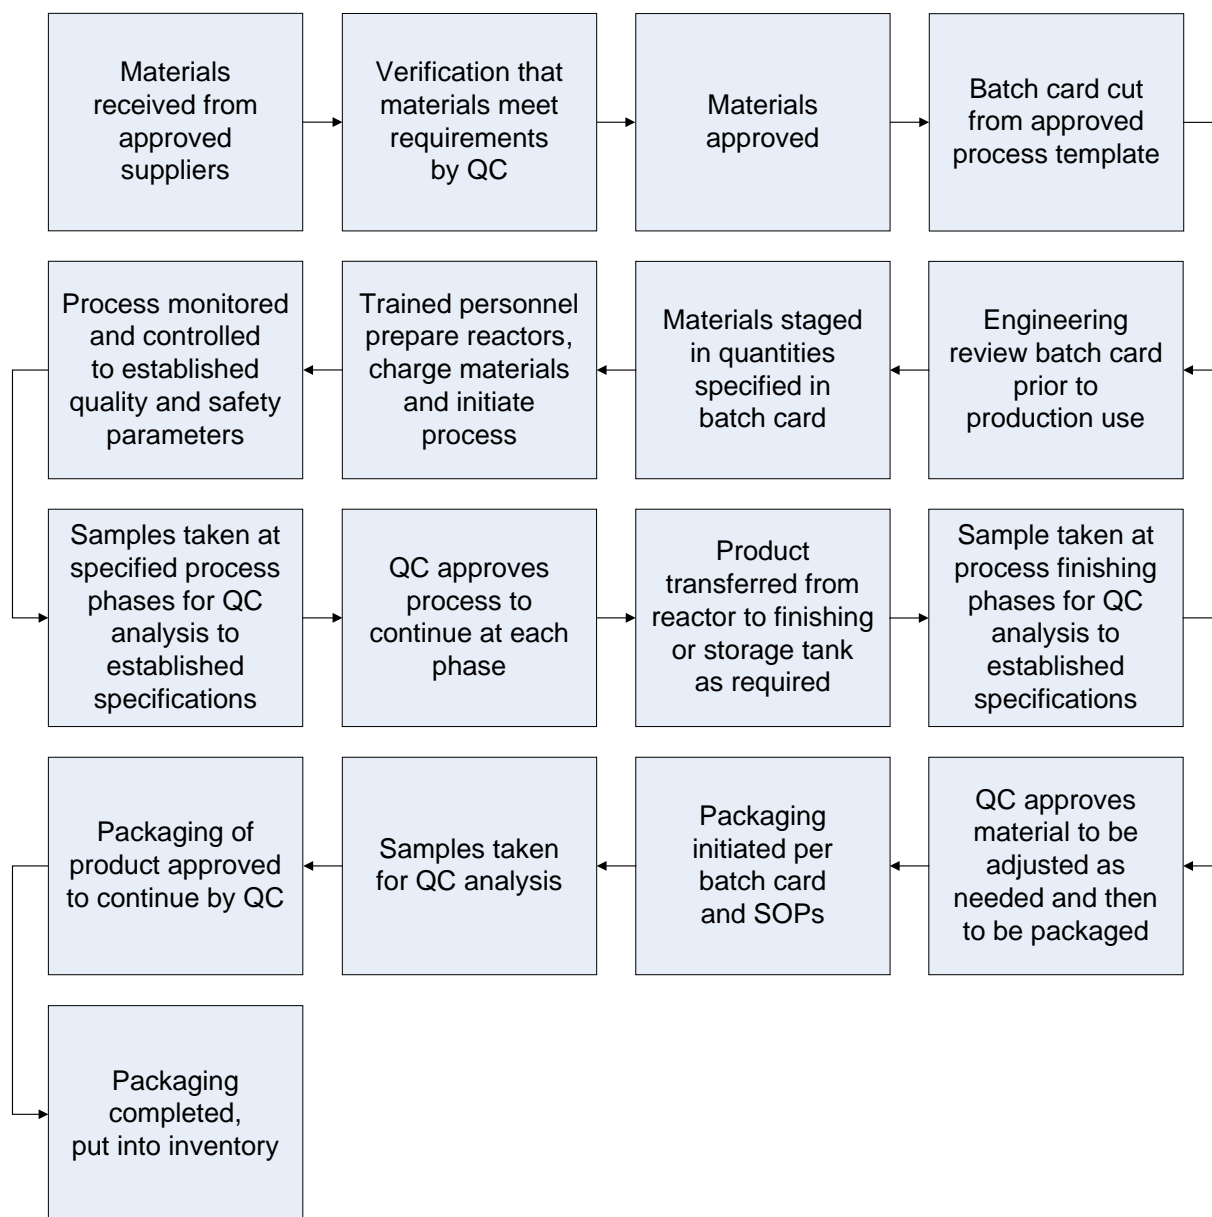 Materials
received from
approved
suppliers
Verification that
materials meet
requirements
by QC
Materials
approved
Batch card cut
from approved
process template
Engineering
review batch card
prior to
production use
Materials staged
in quantities
specified in
batch card
Trained personnel
prepare reactors,
charge materials
and initiate
process
Process monitored
and controlled
to established
quality and safety
parameters
Samples taken at
specified process
phases for QC
analysis to
established
specifications
QC approves
process to
continue at each
phase
Product
transferred from
reactor to finishing
or storage tank
as required
Sample taken at
process finishing
phases for QC
analysis to
established
specifications
QC approves
material to be
adjusted as
needed and then
to be packaged
Packaging
initiated per
batch card
and SOPs
Samples taken
for QC analysis
Packaging of
product approved
to continue by QC
Packaging
completed,
put into inventory